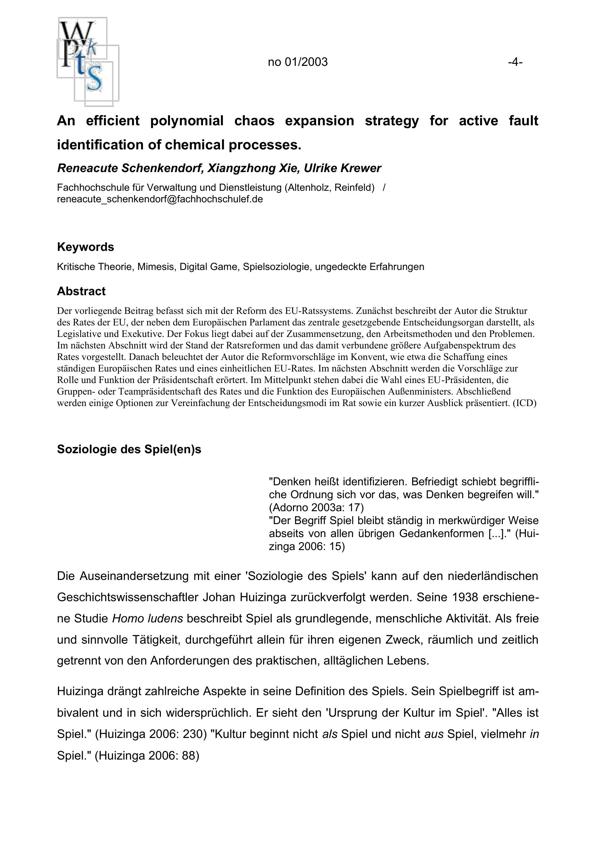 W
Pkt
ts
S
no 01/2003 -4-
An efficient polynomial chaos expansion strategy for active fault
identification of chemical processes.
Reneacute Schenkendorf, Xiangzhong Xie, Ulrike Krewer
Fachhochschule für Verwaltung und Dienstleistung (Altenholz, Reinfeld) /
reneacute_schenkendorf@fachhochschulef.de
Keywords
Kritische Theorie, Mimesis, Digital Game, Spielsoziologie, ungedeckte Erfahrungen
Abstract
Der vorliegende Beitrag befasst sich mit der Reform des EU-Ratssystems. Zunächst beschreibt der Autor die Struktur
des Rates der EU, der neben dem Europäischen Parlament das zentrale gesetzgebende Entscheidungsorgan darstellt, als
Legislative und Exekutive. Der Fokus liegt dabei auf der Zusammensetzung, den Arbeitsmethoden und den Problemen.
Im nächsten Abschnitt wird der Stand der Ratsreformen und das damit verbundene größere Aufgabenspektrum des
Rates vorgestellt. Danach beleuchtet der Autor die Reformvorschläge im Konvent, wie etwa die Schaffung eines
ständigen Europäischen Rates und eines einheitlichen EU-Rates. Im nächsten Abschnitt werden die Vorschläge zur
Rolle und Funktion der Präsidentschaft erörtert. Im Mittelpunkt stehen dabei die Wahl eines EU-Präsidenten, die
Gruppen- oder Teampräsidentschaft des Rates und die Funktion des Europäischen Außenministers. Abschließend
werden einige Optionen zur Vereinfachung der Entscheidungsmodi im Rat sowie ein kurzer Ausblick präsentiert. (ICD)
Soziologie des Spiel(en)s
"Denken heißt identifizieren. Befriedigt schiebt begriffli-
che Ordnung sich vor das, was Denken begreifen will."
(Adorno 2003a: 17)
"Der Begriff Spiel bleibt ständig in merkwürdiger Weise
abseits von allen übrigen Gedankenformen [...]." (Hui-
zinga 2006: 15)
Die Auseinandersetzung mit einer 'Soziologie des Spiels' kann auf den niederländischen
Geschichtswissenschaftler Johan Huizinga zurückverfolgt werden. Seine 1938 erschiene-
ne Studie Homo ludens beschreibt Spiel als grundlegende, menschliche Aktivität. Als freie
und sinnvolle Tätigkeit, durchgeführt allein für ihren eigenen Zweck, räumlich und zeitlich
getrennt von den Anforderungen des praktischen, alltäglichen Lebens.
Huizinga drängt zahlreiche Aspekte in seine Definition des Spiels. Sein Spielbegriff ist am-
bivalent und in sich widersprüchlich. Er sieht den 'Ursprung der Kultur im Spiel'. "Alles ist
Spiel." (Huizinga 2006: 230) "Kultur beginnt nicht als Spiel und nicht aus Spiel, vielmehr in
Spiel." (Huizinga 2006: 88)